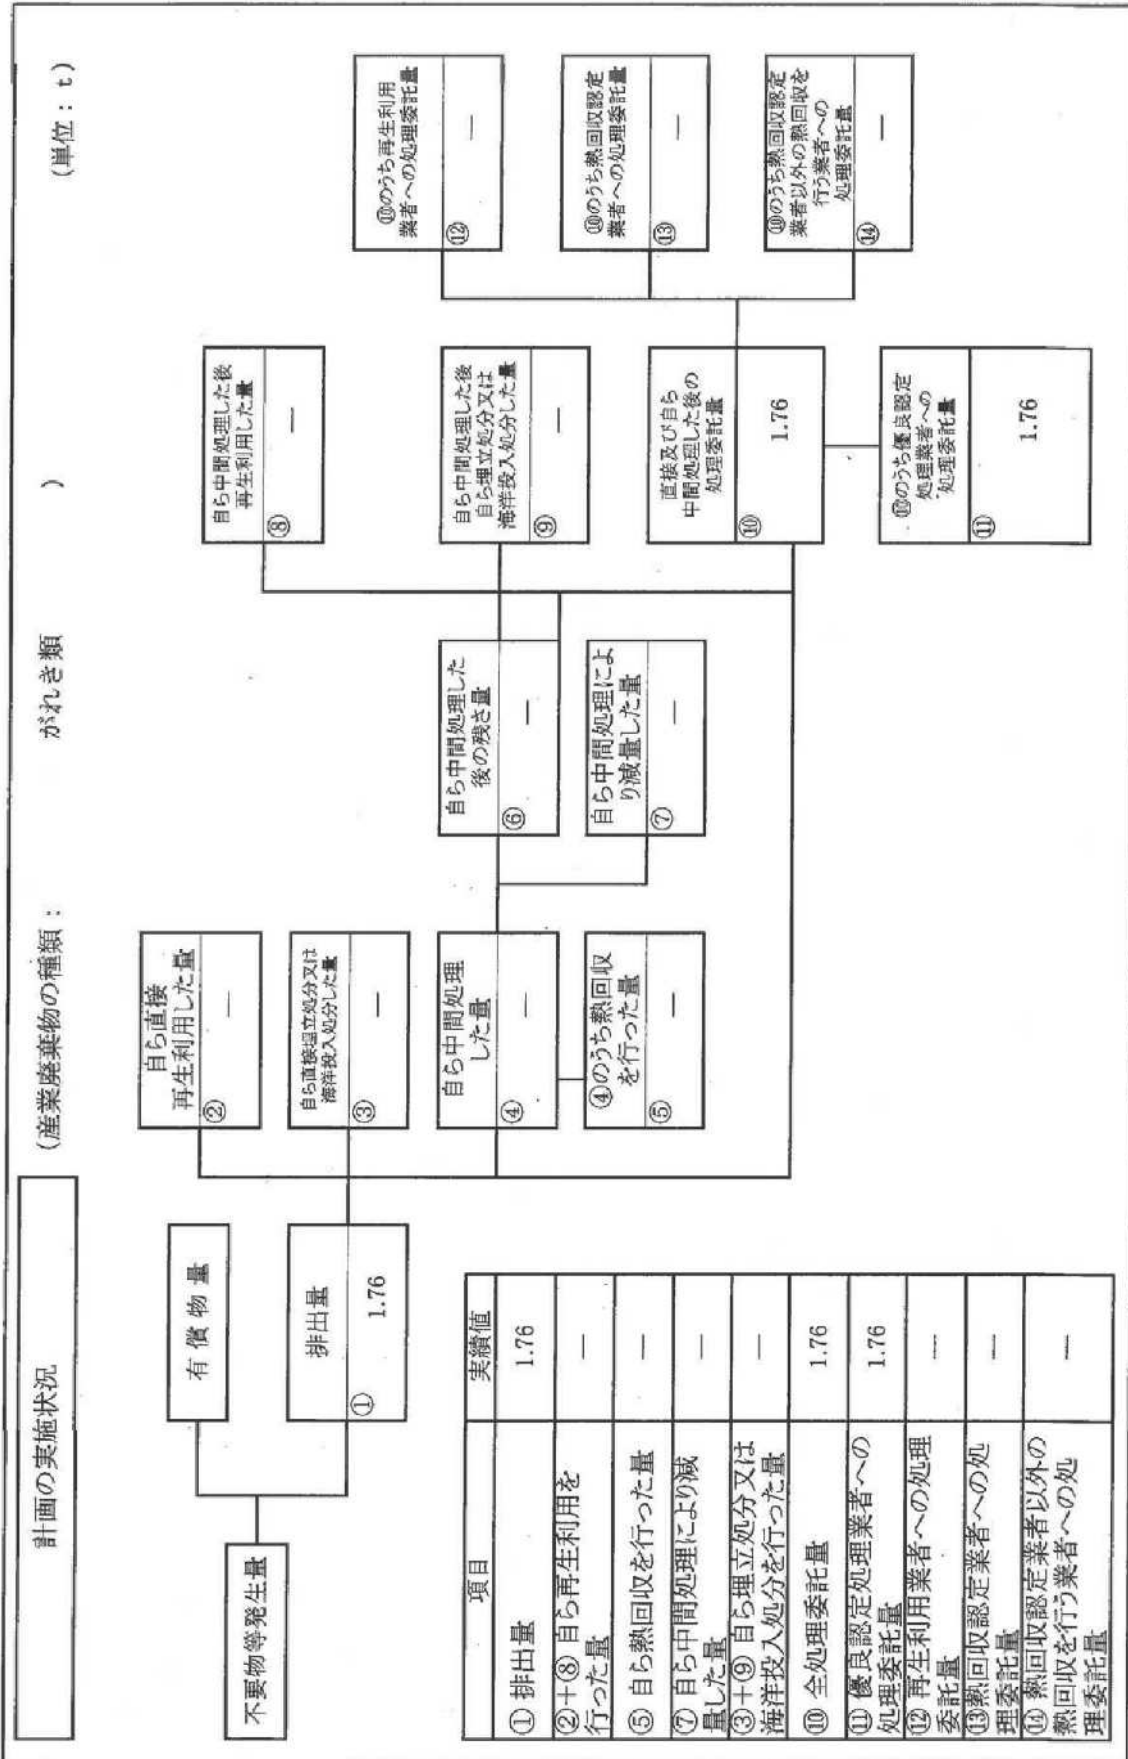 計画の実施状況
(産業廃棄物の種類：　がれき類　)
(単位：t)
不要物等発生量
有 償 物 量
排出量
① 1.76
自ら直接
再生利用した量
② ―
自ら直接埋立処分又は
海洋投入処分した量
③ ―
自ら中間処理
した量
④ ―
④のうち熱回収
を行った量
⑤ ―
自ら中間処理した
後の残さ量
⑥ ―
自ら中間処理によ
り減量した量
⑦ ―
自ら中間処理した後
再生利用した量
⑧ ―
自ら中間処理した後
自ら埋立処分又は
海洋投入処分した量
⑨ ―
直接及び自ら
中間処理した後の
処理委託量
⑩ 1.76
⑩のうち優良認定
処理業者への
処理委託量
⑪ 1.76
⑩のうち再生利用
業者への処理委託量
⑫ ―
⑩のうち熱回収認定
業者への処理委託量
⑬ ―
⑩のうち熱回収認定
業者以外の熱回収を
行う業者への
処理委託量
⑭ ―
項目 実績値
① 排出量 1.76
②＋⑧ 自ら再生利用を
行った量 ―
⑤ 自ら熱回収を行った量 ―
⑦ 自ら中間処理により減
量した量 ―
③＋⑨ 自ら埋立処分又は
海洋投入処分を行った量 ―
⑩ 全処理委託量 1.76
⑪ 優良認定処理業者への
処理委託量 1.76
⑫ 再生利用業者への処理
委託量 ―
⑬熱回収認定業者への処
理委託量 ―
⑭ 熱回収認定業者以外の
熱回収を行う業者への処
理委託量 ―